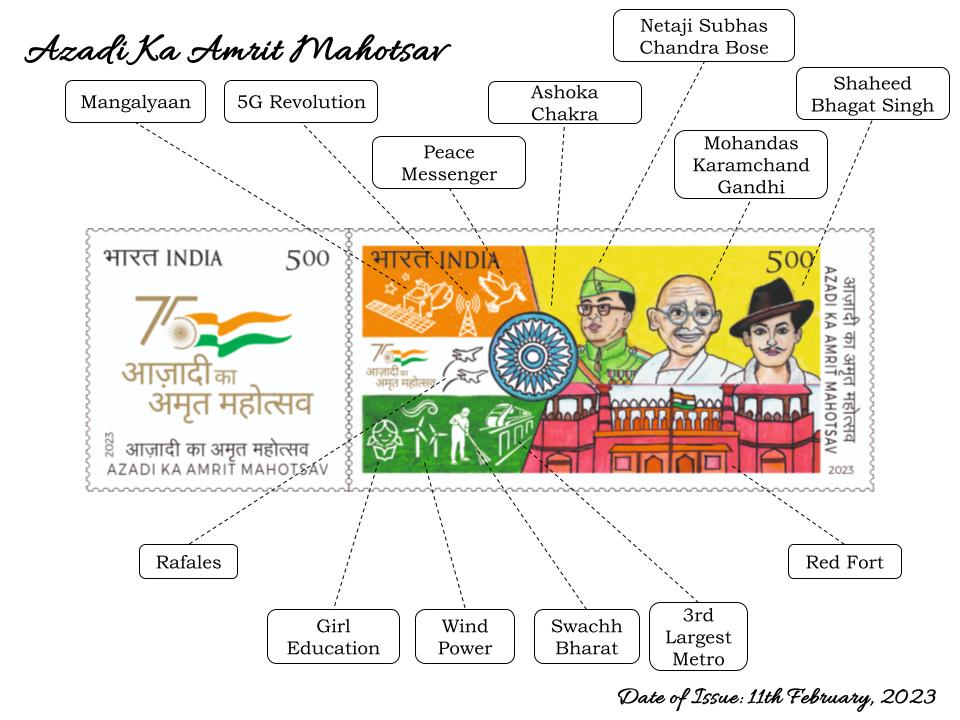 Azadi Ka Amrit Mahotsav
Netaji Subhas
Chandra Bose
Shaheed
Bhagat Singh
Mangalyaan
5G Revolution
Ashoka
Chakra
Peace
Messenger
Mohandas
Karamchand
Gandhi
भारत INDIA 500
75
आज़ादी का
अमृत महोत्सव
2023
आज़ादी का अमृत महोत्सव
AZADI KA AMRIT MAHOTSAV
भारत INDIA 500
75
आज़ादी का
अमृत महोत्सव
आज़ादी का अमृत महोत्सव
AZADI KA AMRIT MAHOTSAV
2023
Rafales
Red Fort
Girl
Education
Wind
Power
Swachh
Bharat
3rd
Largest
Metro
Date of Issue: 11th February, 2023